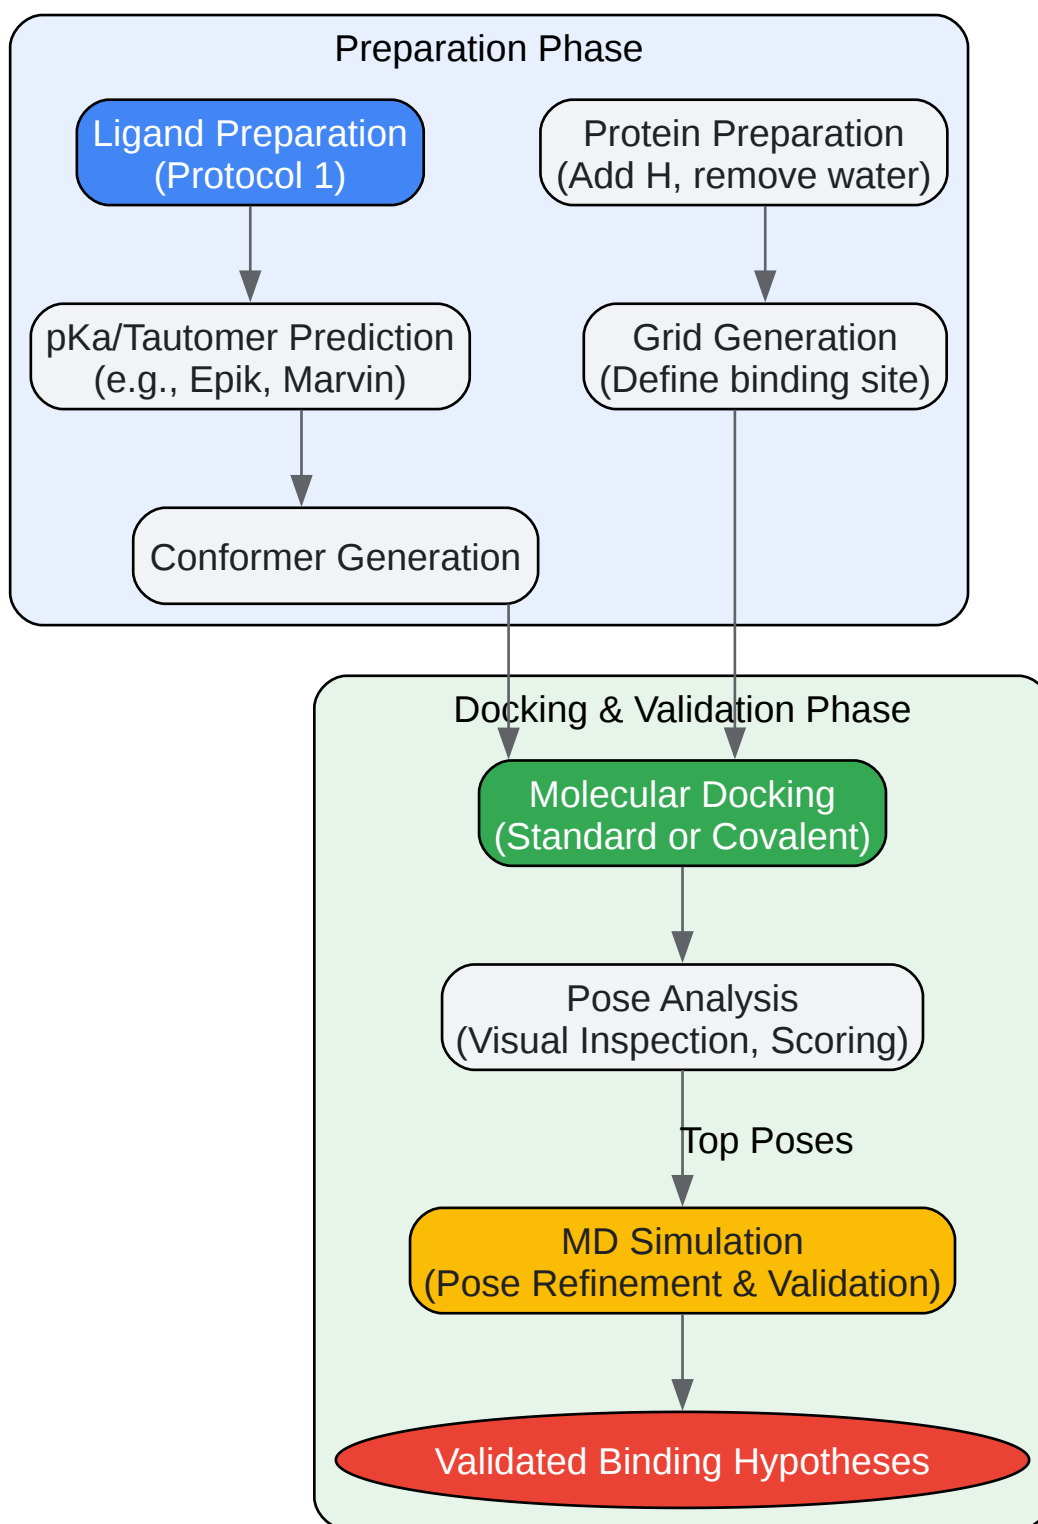 Preparation Phase
Ligand Preparation
(Protocol 1)
Protein Preparation
(Add H, remove water)
pKa/Tautomer Prediction
(e.g., Epik, Marvin)
Grid Generation
(Define binding site)
Conformer Generation
Docking & Validation Phase
Molecular Docking
(Standard or Covalent)
Pose Analysis
(Visual Inspection, Scoring)
Top Poses
MD Simulation
(Pose Refinement & Validation)
Validated Binding Hypotheses